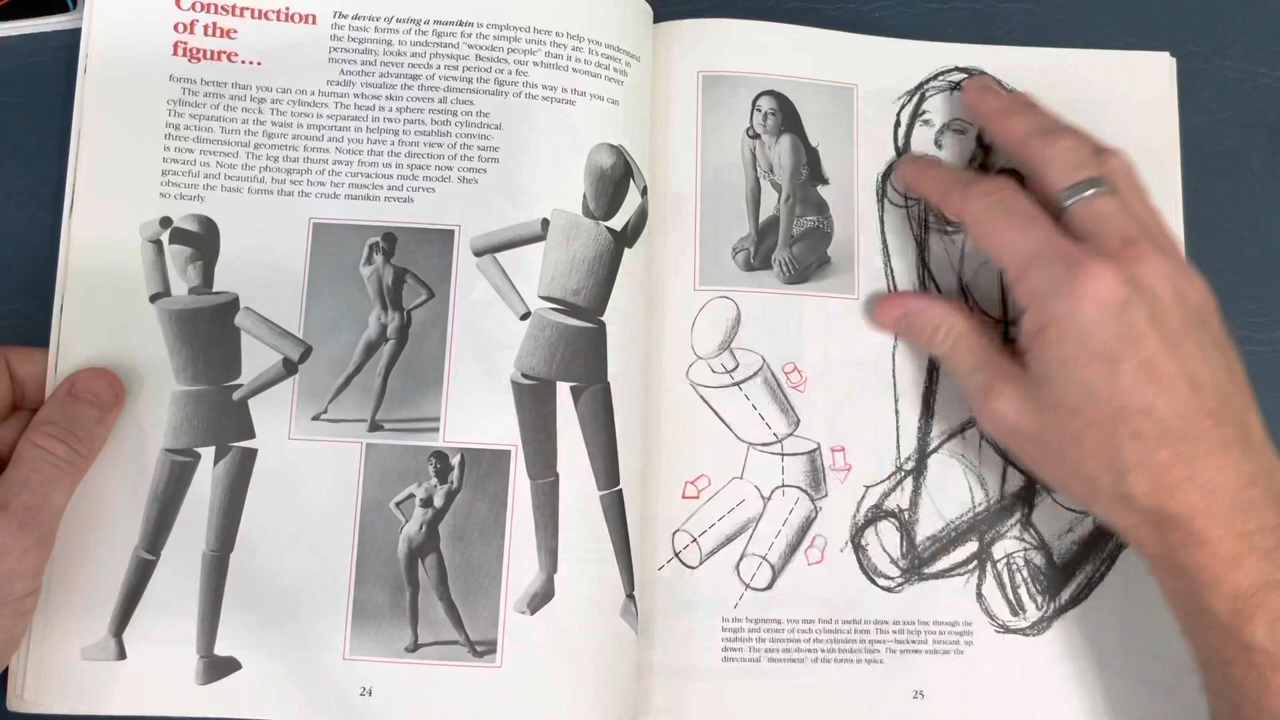 Construction
of the
figure...
The device of using a manikin is employed here to help you understand
the basic forms of the figure for the simple units they are. It's easier, in
the beginning, to understand "wooden people" than it is to deal with
personality, looks and physique. Besides, our whittled woman never
moves and never needs a rest period or a fee.
Another advantage of viewing the figure this way is that you can
readily visualize the three-dimensionality of the separate
forms better than you can on a human whose skin covers all clues.
The arms and legs are cylinders. The head is a sphere resting on the
cylinder of the neck. The torso is separated in two parts, both cylindrical.
The separation at the waist is important in helping to establish convinc-
ing action. Turn the figure around and you have a front view of the same
three-dimensional geometric forms. Notice that the direction of the form
is now reversed. The leg that thrust away from us in space now comes
toward us. Note the photograph of the curvacious nude model. She's
graceful and beautiful, but see how her muscles and curves
obscure the basic forms that the crude manikin reveals
so clearly.
24
In the beginning, you may find it useful to draw an axis line through the
length and center of each cylindrical form. This will help you to roughly
establish the direction of the cylinders in space—backward, forward, up,
down. The axes are shown with broken lines. The arrows indicate the
directional "movement" of the forms in space.
25